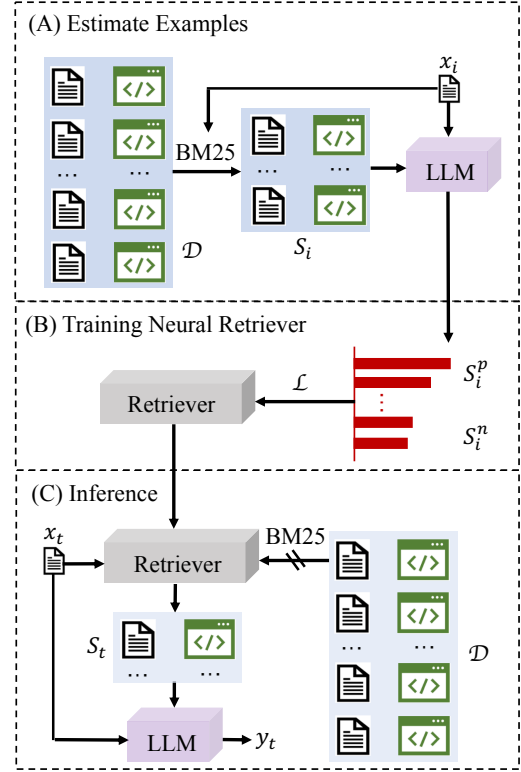 (A) Estimate Examples
x_i
</>
</>
</>
BM25
... ...
... ...
LLM
</>
</>
</>
𝒟
S_i
(B) Training Neural Retriever
S_i^p
ℒ
Retriever
⋮
S_i^n
(C) Inference
x_t
BM25
Retriever
</>
</>
S_t
</>
... ...
... ...
𝒟
</>
</>
LLM
y_t